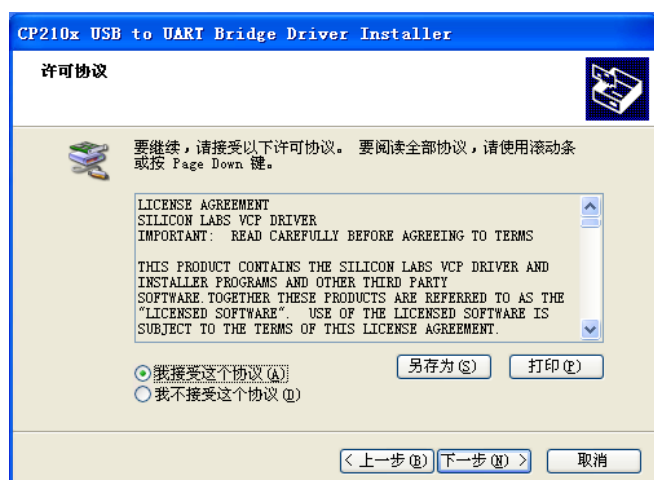 CP210x USB to UART Bridge Driver Installer
许可协议
要继续，请接受以下许可协议。 要阅读全部协议，请使用滚动条
或按 Page Down 键。
LICENSE AGREEMENT
SILICON LABS VCP DRIVER
IMPORTANT:  READ CAREFULLY BEFORE AGREEING TO TERMS
THIS PRODUCT CONTAINS THE SILICON LABS VCP DRIVER AND
INSTALLER PROGRAMS AND OTHER THIRD PARTY
SOFTWARE.TOGETHER THESE PRODUCTS ARE REFERRED TO AS THE
"LICENSED SOFTWARE".  USE OF THE LICENSED SOFTWARE IS
SUBJECT TO THE TERMS OF THIS LICENSE AGREEMENT.
另存为(S) 打印(P)
我接受这个协议(A)
我不接受这个协议(D)
< 上一步(B) 下一步(N) > 取消